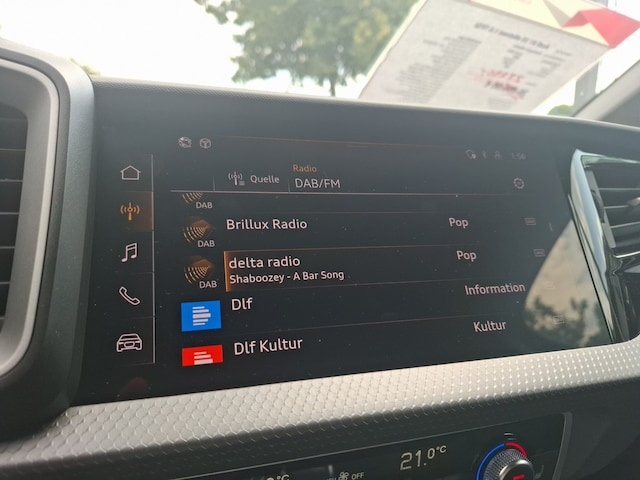 Radio
Quelle DAB/FM
DAB
Brillux Radio Pop
DAB
delta radio Pop
Shaboozey - A Bar Song
DAB
Dlf Information
Dlf Kultur Kultur
21.0°C
OFF